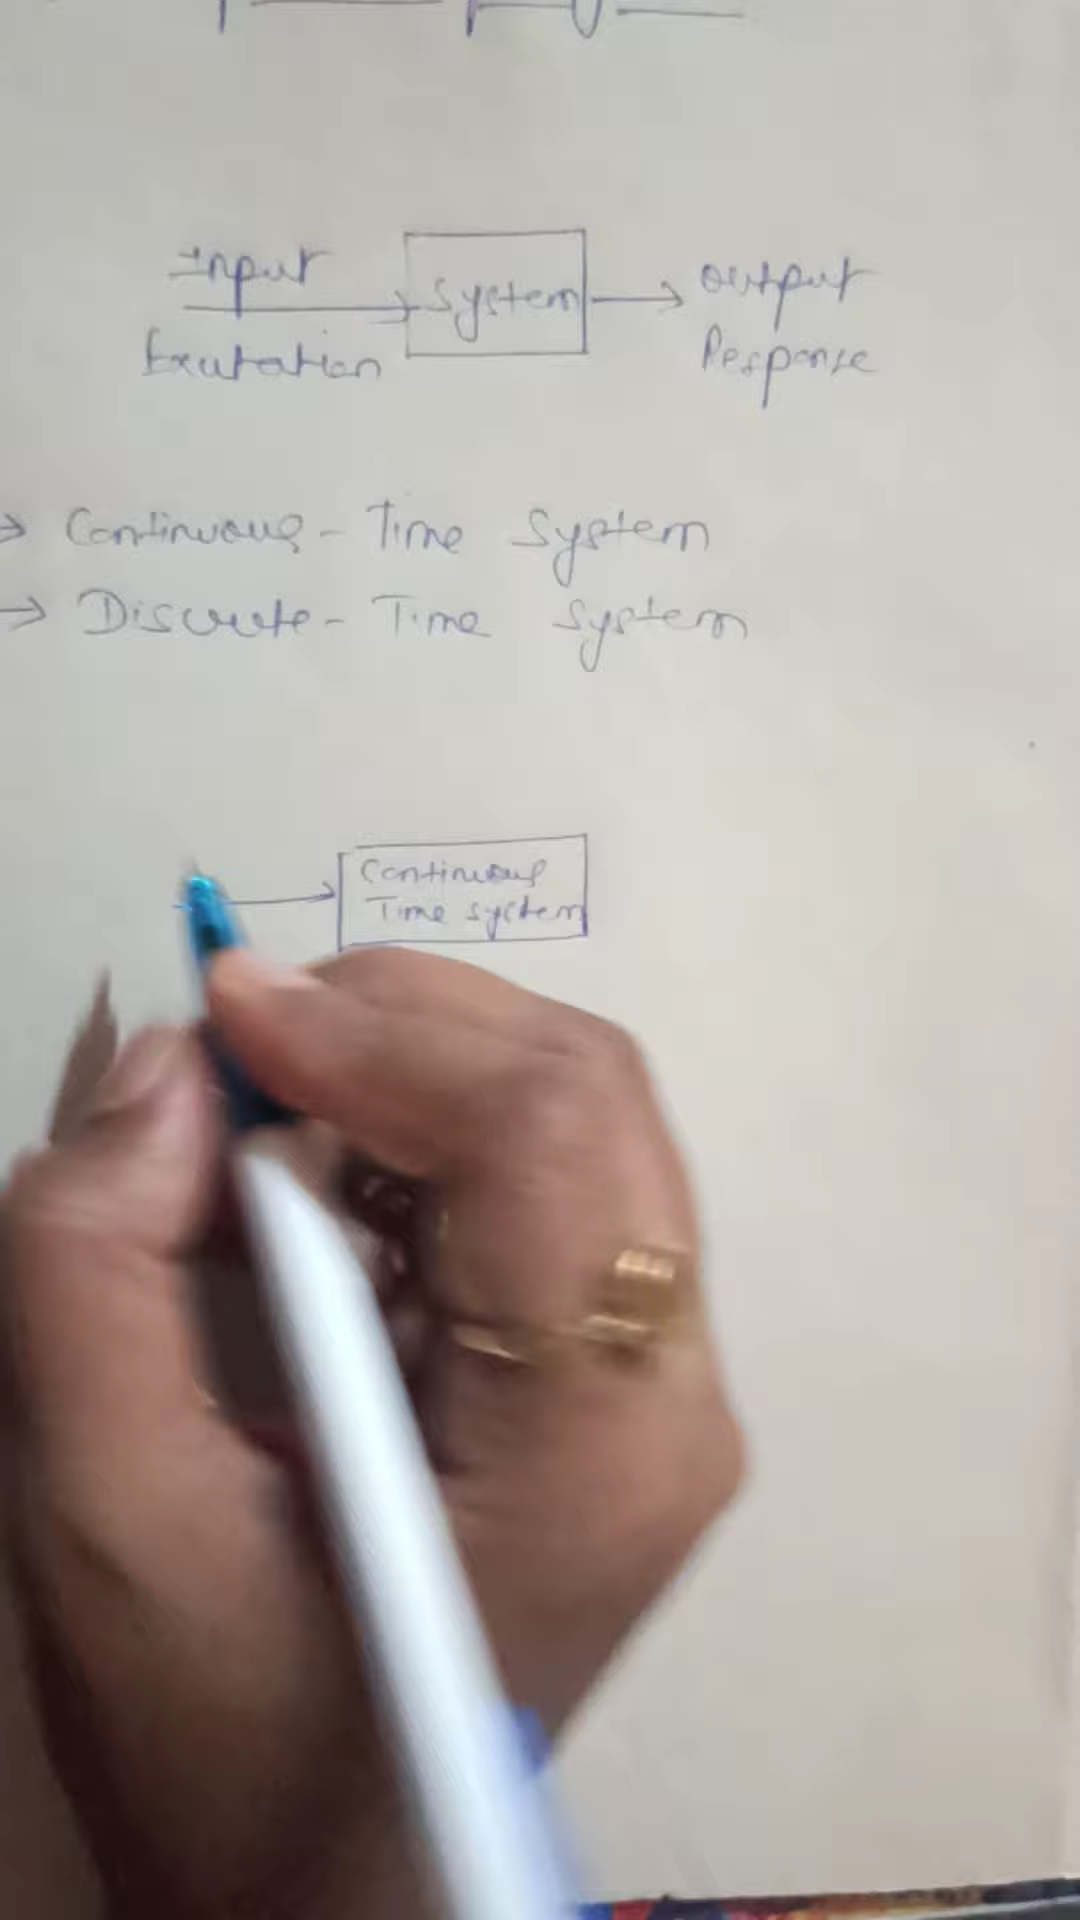 Input
System
output
Excitation
Response
→ Continuous - Time System
→ Discrete - Time System
Continuous
Time system